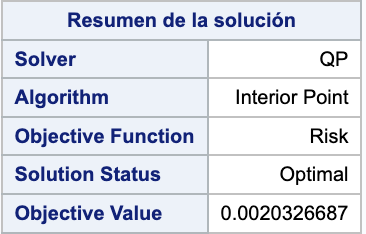 Resumen de la solución
Solver QP
Algorithm Interior Point
Objective Function Risk
Solution Status Optimal
Objective Value 0.0020326687